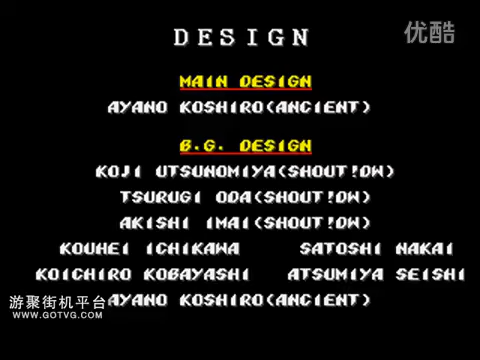 DESIGN
优酷
MAIN DESIGN
AYANO KOSHIRO(ANCIENT)
B.G. DESIGN
KOJI UTSUNOMIYA(SHOUT!DW)
TSURUGI ODA(SHOUT!DW)
AKISHI IMAI(SHOUT!DW)
KOUHEI ICHIKAWA SATOSHI NAKAI
KOICHIRO KOBAYASHI ATSUMIYA SEISHI
AYANO KOSHIRO(ANCIENT)
游聚街机平台
WWW.GOTVG.COM